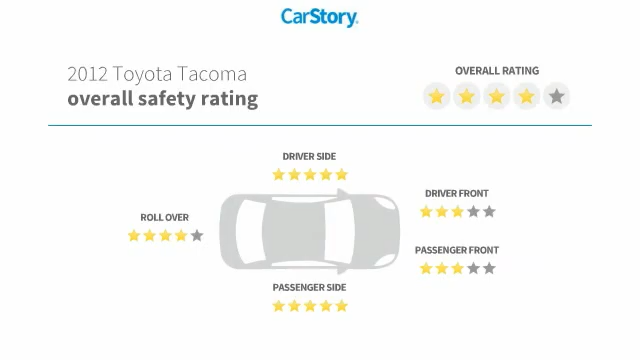 CarStory.
2012 Toyota Tacoma
overall safety rating
OVERALL RATING
DRIVER SIDE
DRIVER FRONT
ROLL OVER
PASSENGER FRONT
PASSENGER SIDE